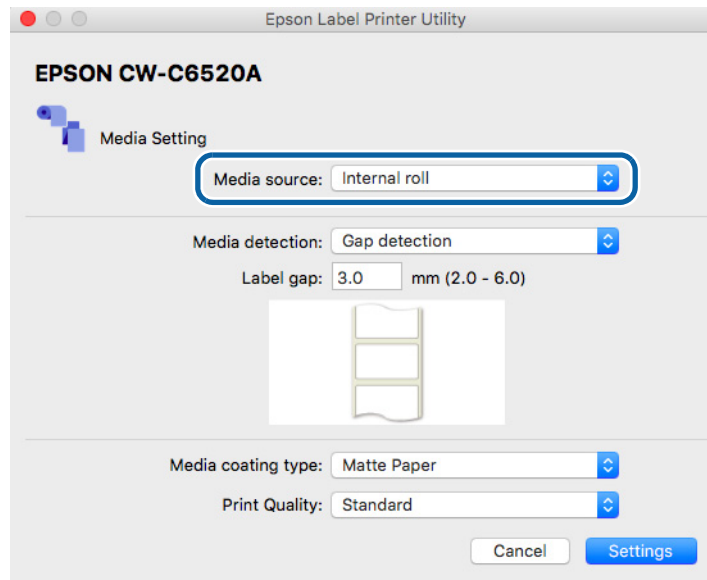 Epson Label Printer Utility
EPSON CW-C6520A
Media Setting
Media source: Internal roll
Media detection: Gap detection
Label gap: 3.0 mm (2.0 - 6.0)
Media coating type: Matte Paper
Print Quality: Standard
Cancel Settings